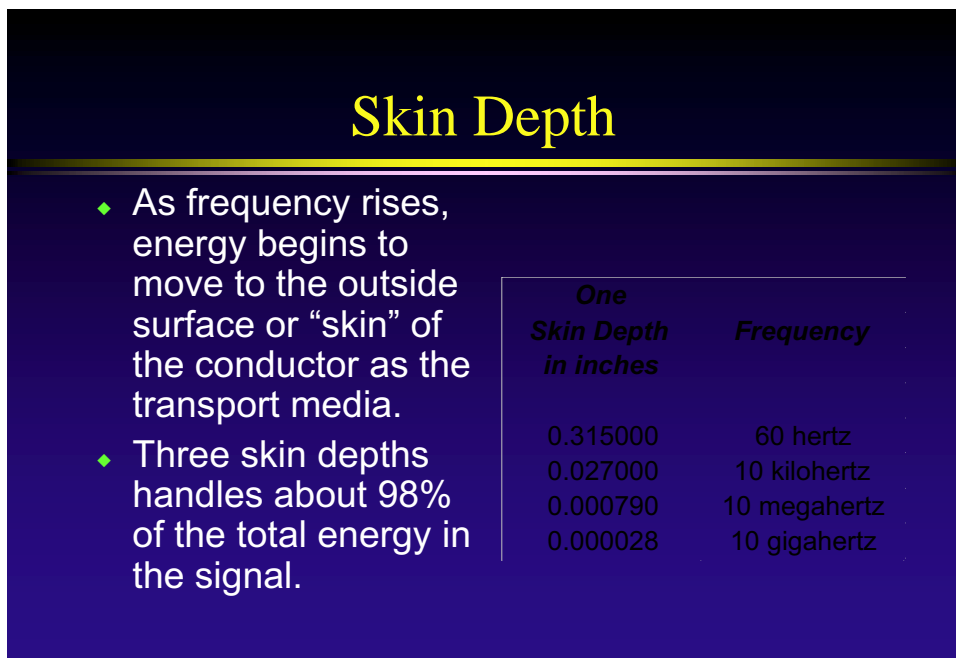 Skin Depth
As frequency rises,
energy begins to
move to the outside
surface or “skin” of
the conductor as the
transport media.
Three skin depths
handles about 98%
of the total energy in
the signal.
One
Skin Depth Frequency
in inches
0.315000 60 hertz
0.027000 10 kilohertz
0.000790 10 megahertz
0.000028 10 gigahertz